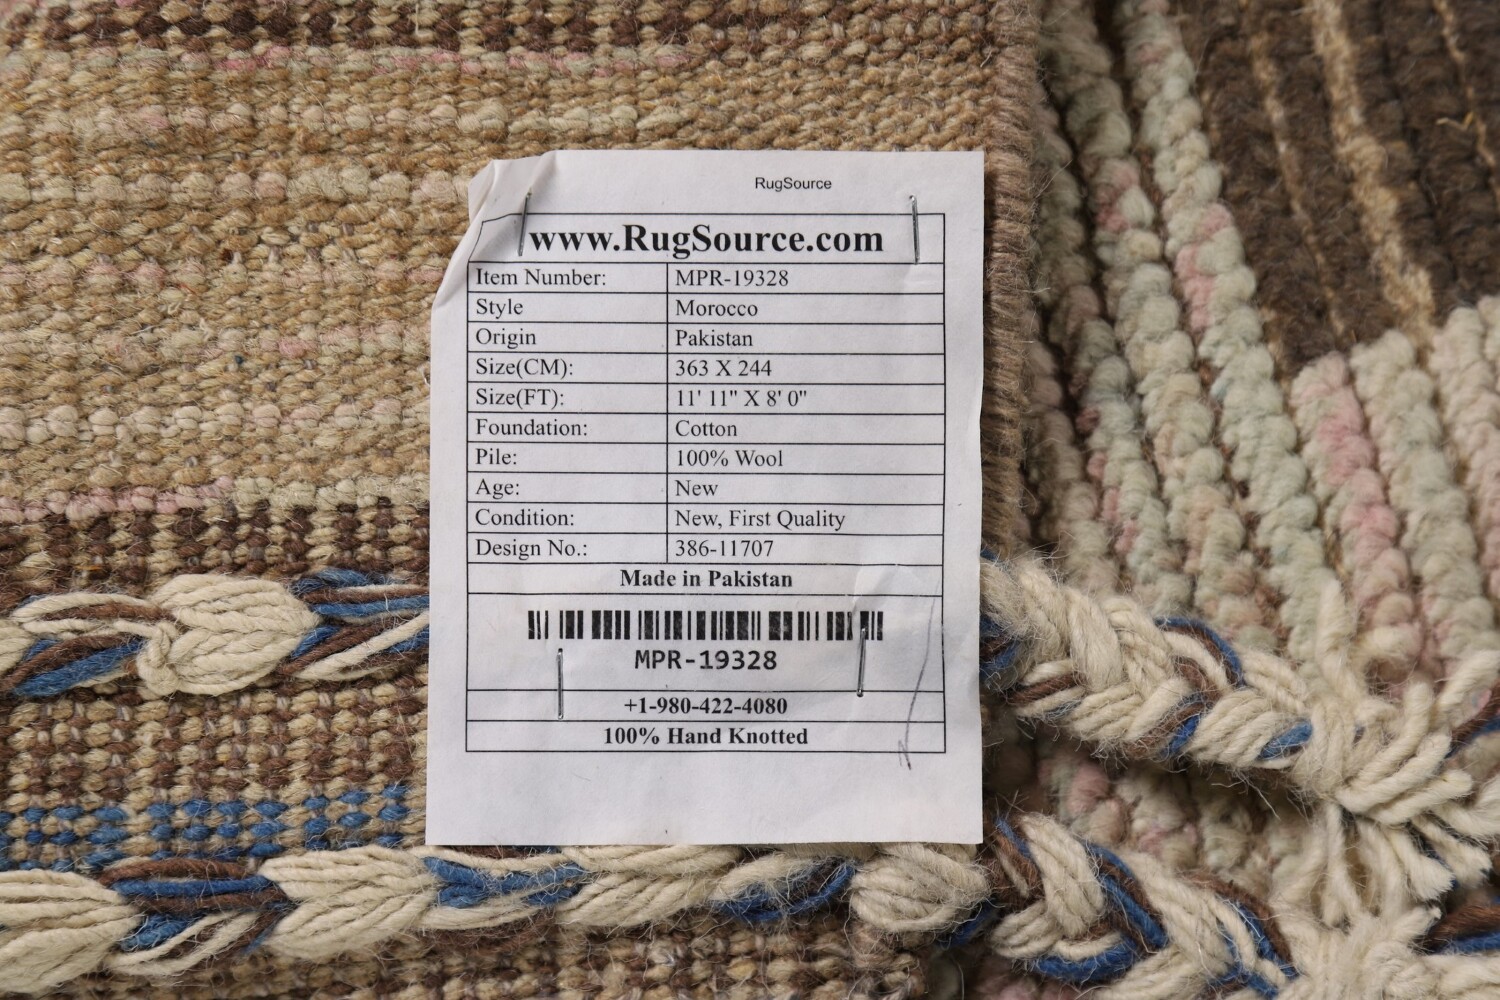 RugSource
www.RugSource.com
Item Number: MPR-19328
Style Morocco
Origin Pakistan
Size(CM): 363 X 244
Size(FT): 11' 11" X 8' 0"
Foundation: Cotton
Pile: 100% Wool
Age: New
Condition: New, First Quality
Design No.: 386-11707
Made in Pakistan
MPR-19328
+1-980-422-4080
100% Hand Knotted